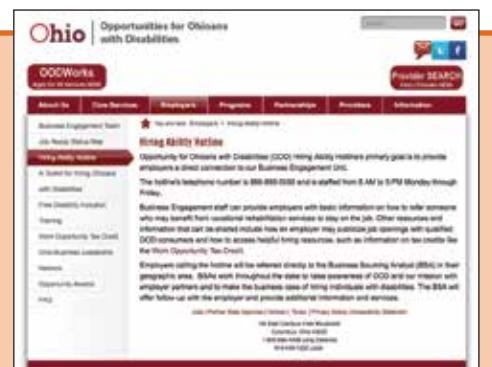 Ohio
Opportunities for Ohioans
with Disabilities
OODWorks
Provider SEARCH
About Us Core Services Employers Programs Partnerships Providers Information
Business Engagement Team
Job Ready Status Map
Hiring Ability Hotline
A Toolkit for Hiring Ohioans
with Disabilities
Free Disability Inclusion
Training
Work Opportunity Tax Credit
Ohio Business Leadership
Network
Opportunity Awards
FAQ
You are here: Employers > Hiring Ability Hotline
Hiring Ability Hotline
Opportunity for Ohioans with Disabilities (OOD) Hiring Ability Hotline's primary goal is to provide
employers a direct connection to our Business Engagement Unit.
The hotline's telephone number is and is staffed from 8 AM to 5 PM Monday through
Friday.
Business Engagement staff can provide employers with basic information on how to refer someone
who may benefit from vocational rehabilitation services to stay on the job. Other resources and
information that can be shared include how an employer may publicize job openings with qualified
OOD consumers and how to access helpful hiring resources, such as information on tax credits like
the Work Opportunity Tax Credit.
Employers calling the hotline will be referred directly to the Business Sourcing Analyst (BSA) in their
geographic area. BSAs work throughout the state to raise awareness of OOD and our mission with
employer partners and to make the business case of hiring individuals with disabilities. The BSA will
offer follow-up with the employer and provide additional information and services.